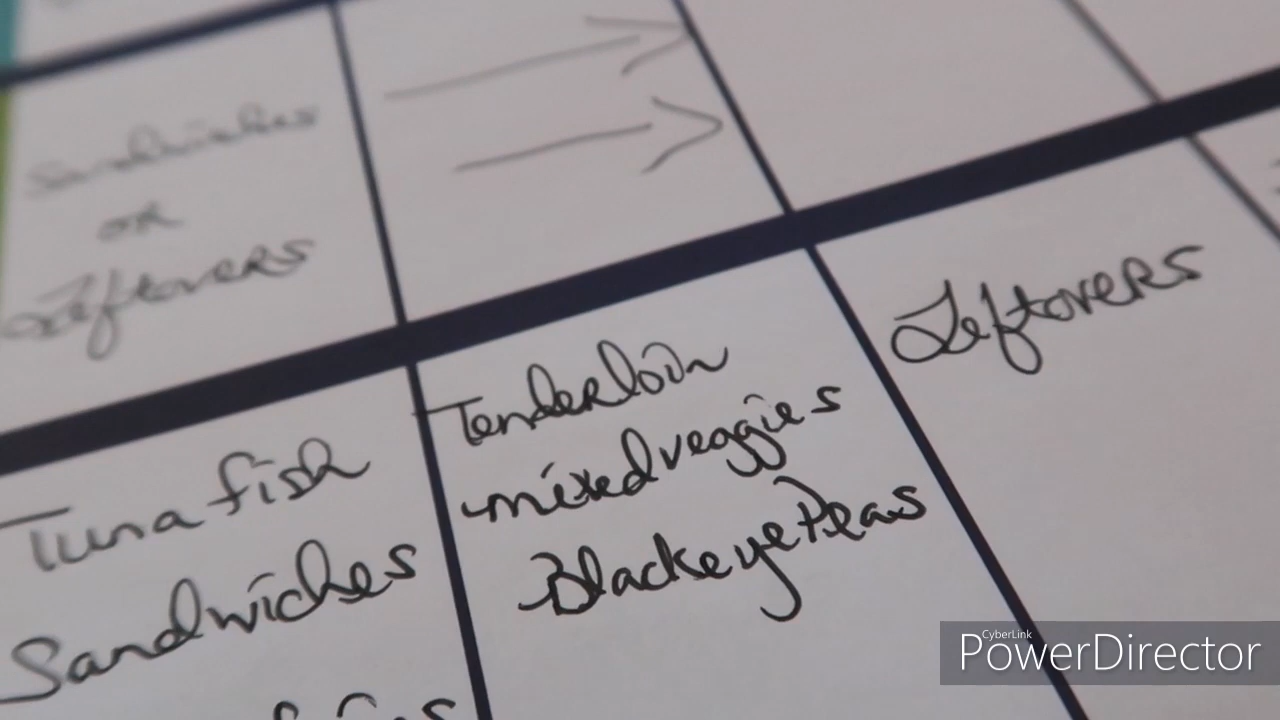 Sandwiches
or
Leftovers
Tuna fish
Sandwiches
Tenderloin
-mixed veggies
-Blackeye Peas
Leftovers
CyberLink
PowerDirector